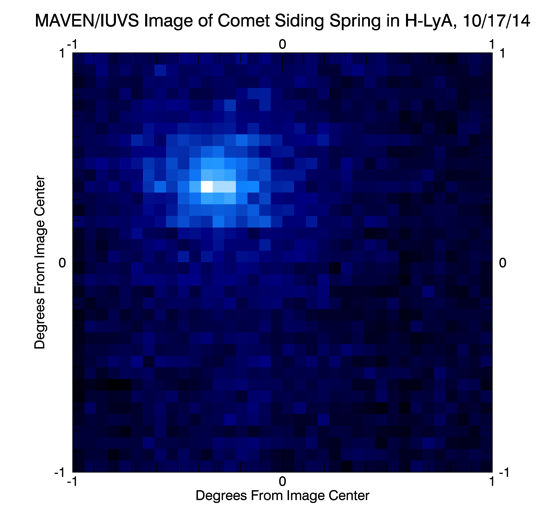 MAVEN/IUVS Image of Comet Siding Spring in H-LyA, 10/17/14
-1 0 1
1 1
Degrees From Image Center
0 0
-1 -1
-1 0 1
Degrees From Image Center